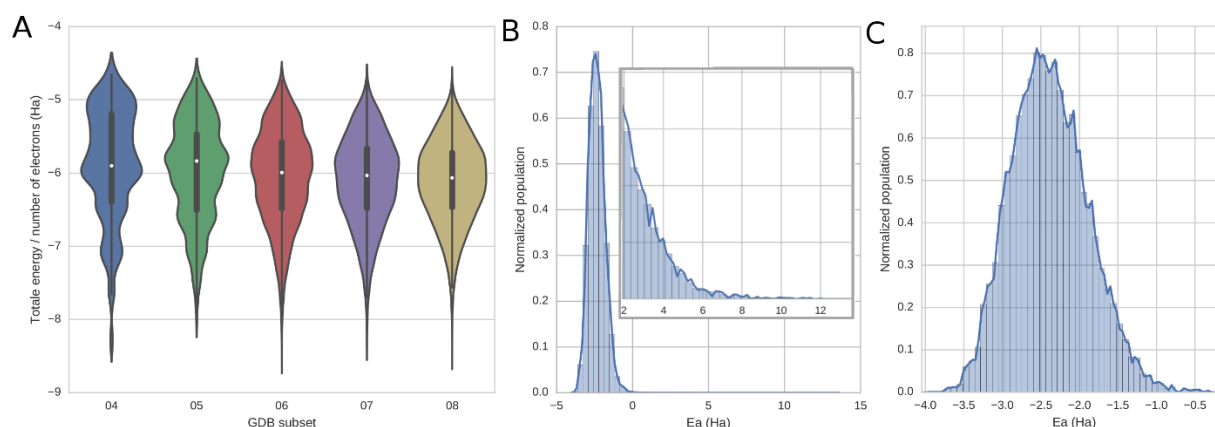 A
Totale energy / number of electrons (Ha)
−4
−5
−6
−7
−8
−9
04 05 06 07 08
GDB subset
B
Normalized population
0.8
0.7
0.6
0.5
0.4
0.3
0.2
0.1
0.0
−5 0 5 10 15
Ea (Ha)
2 4 6 8 10 12
C
Normalized population
0.8
0.7
0.6
0.5
0.4
0.3
0.2
0.1
0.0
−4.0 −3.5 −3.0 −2.5 −2.0 −1.5 −1.0 −0.5
Ea (Ha)